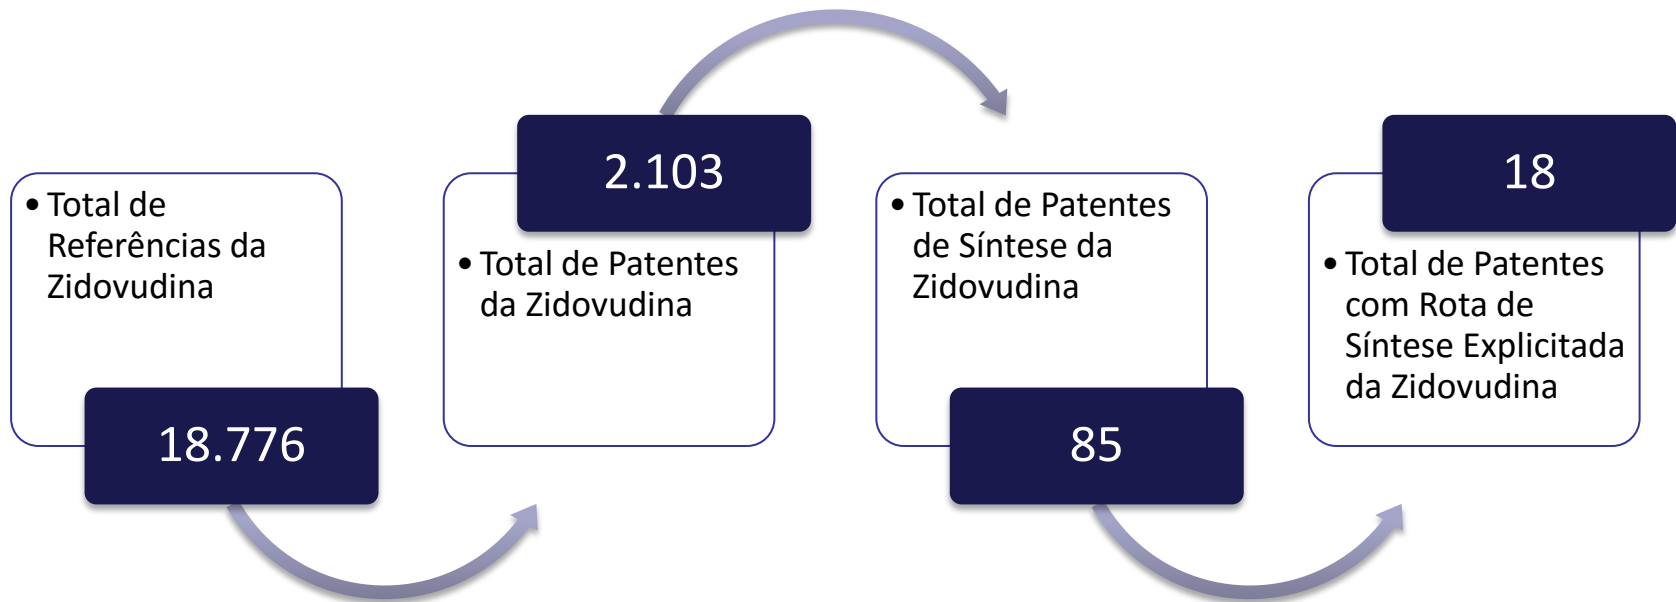 • Total de
Referências da
Zidovudina
18.776
2.103
• Total de Patentes
da Zidovudina
• Total de Patentes
de Síntese da
Zidovudina
85
18
• Total de Patentes
com Rota de
Síntese Explicitada
da Zidovudina